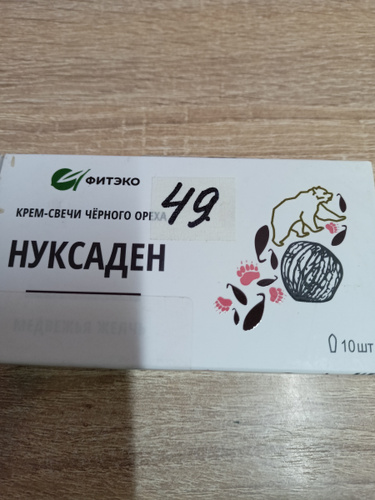 ФИТЭКО
КРЕМ-СВЕЧИ ЧЁРНОГО ОРЕХА
49
НУКСАДЕН
10 шт